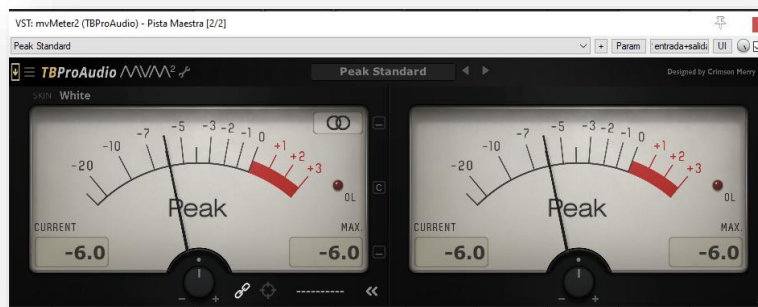 VST: mvMeter2 (TBProAudio) - Pista Maestra [2/2]
Peak Standard + Param entrada+salida UI
TBProAudio MVM2 Peak Standard Designed by Crimson Merry
SKIN White
-20 -10 -7 -5 -3 -2 -1 0 +1 +2 +3
OL
Peak
CURRENT MAX.
-6.0 -6.0
C
-20 -10 -7 -5 -3 -2 -1 0 +1 +2 +3
OL
Peak
CURRENT MAX.
-6.0 -6.0
- +
----------
- +